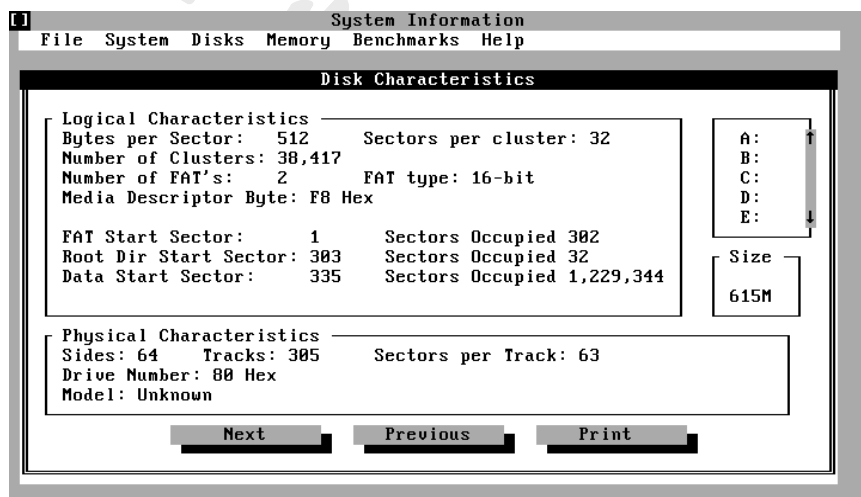 [ ] System Information
File System Disks Memory Benchmarks Help
Disk Characteristics
Logical Characteristics
Bytes per Sector: 512 Sectors per cluster: 32
Number of Clusters: 38,417
Number of FAT's: 2 FAT type: 16-bit
Media Descriptor Byte: F8 Hex
FAT Start Sector: 1 Sectors Occupied 302
Root Dir Start Sector: 303 Sectors Occupied 32
Data Start Sector: 335 Sectors Occupied 1,229,344
A:
B:
C:
D:
E:
Size
615M
Physical Characteristics
Sides: 64 Tracks: 305 Sectors per Track: 63
Drive Number: 80 Hex
Model: Unknown
Next Previous Print